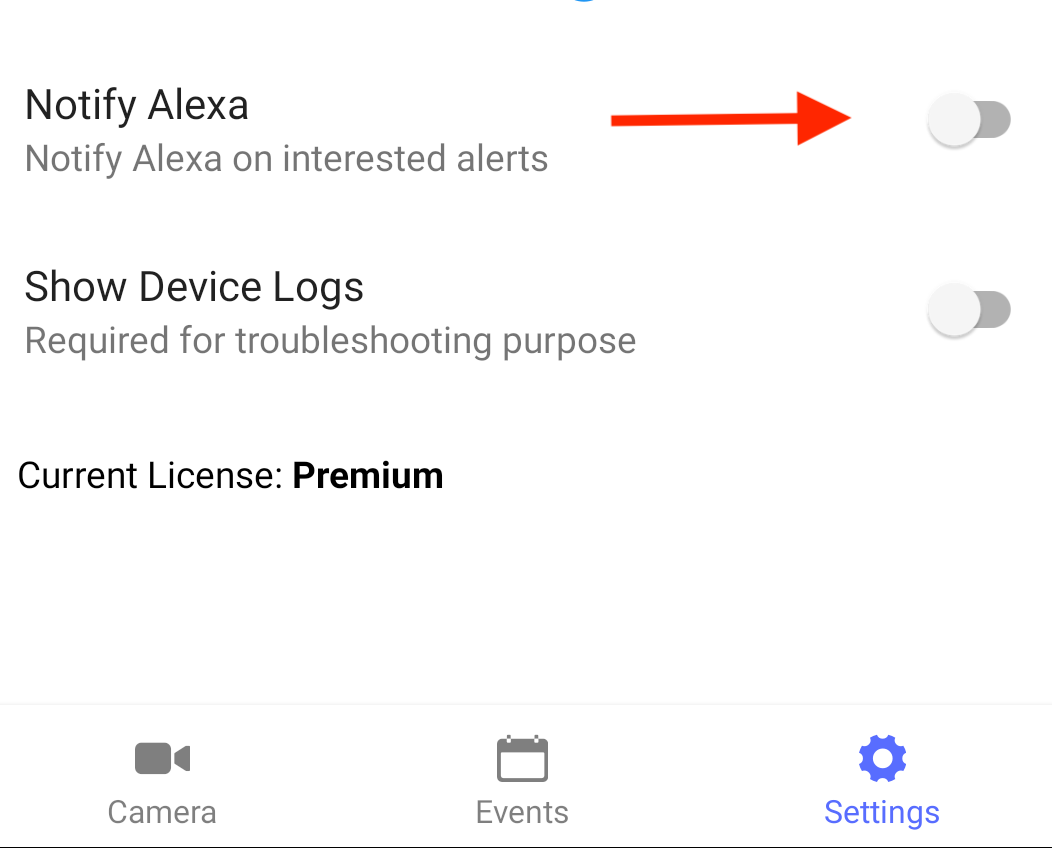 Notify Alexa
Notify Alexa on interested alerts
Show Device Logs
Required for troubleshooting purpose
Current License: Premium
Camera
Events
Settings